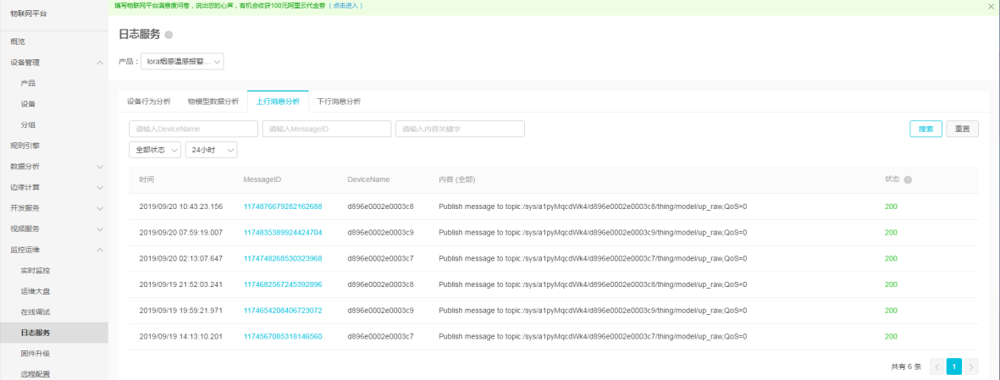 填写物联网平台满意度问卷，说出您的心声，有机会收获100元阿里云代金券（点击进入）
物联网平台
概览
设备管理
产品
设备
分组
规则引擎
数据分析
边缘计算
开发服务
视频服务
监控运维
实时监控
运维大盘
在线调试
日志服务
固件升级
远程配置
日志服务
产品： lora烟感温感报警...
设备行为分析 物模型数据分析 上行消息分析 下行消息分析
请输入DeviceName 请输入MessageID 请输入内容关键字 搜索 重置
全部状态 24小时
时间 MessageID DeviceName 内容 (全部) 状态
2019/09/20 10:43:23.156 1174876679282162688 d896e0002e0003c8 Publish message to topic:/sys/a1pyMqcdWk4/d896e0002e0003c8/thing/model/up_raw,QoS=0 200
2019/09/20 07:59:19.007 1174835389924424704 d896e0002e0003c9 Publish message to topic:/sys/a1pyMqcdWk4/d896e0002e0003c9/thing/model/up_raw,QoS=0 200
2019/09/20 02:13:07.647 1174748268530323968 d896e0002e0003c7 Publish message to topic:/sys/a1pyMqcdWk4/d896e0002e0003c7/thing/model/up_raw,QoS=0 200
2019/09/19 21:52:03.241 1174682567245392896 d896e0002e0003c8 Publish message to topic:/sys/a1pyMqcdWk4/d896e0002e0003c8/thing/model/up_raw,QoS=0 200
2019/09/19 19:59:21.971 1174654208406723072 d896e0002e0003c9 Publish message to topic:/sys/a1pyMqcdWk4/d896e0002e0003c9/thing/model/up_raw,QoS=0 200
2019/09/19 14:13:10.201 1174567085318146560 d896e0002e0003c7 Publish message to topic:/sys/a1pyMqcdWk4/d896e0002e0003c7/thing/model/up_raw,QoS=0 200
共有 6 条 1